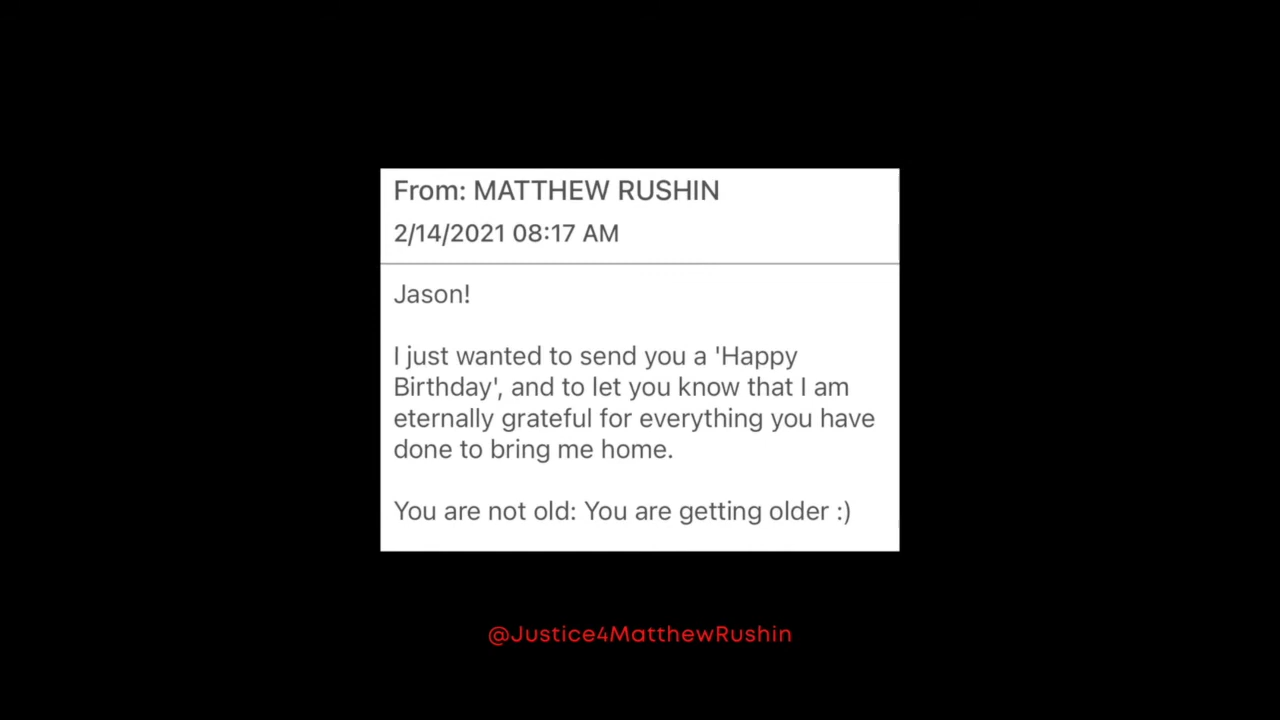 From: MATTHEW RUSHIN
2/14/2021 08:17 AM
Jason!
I just wanted to send you a 'Happy
Birthday', and to let you know that I am
eternally grateful for everything you have
done to bring me home.
You are not old: You are getting older :)
@Justice4MatthewRushin